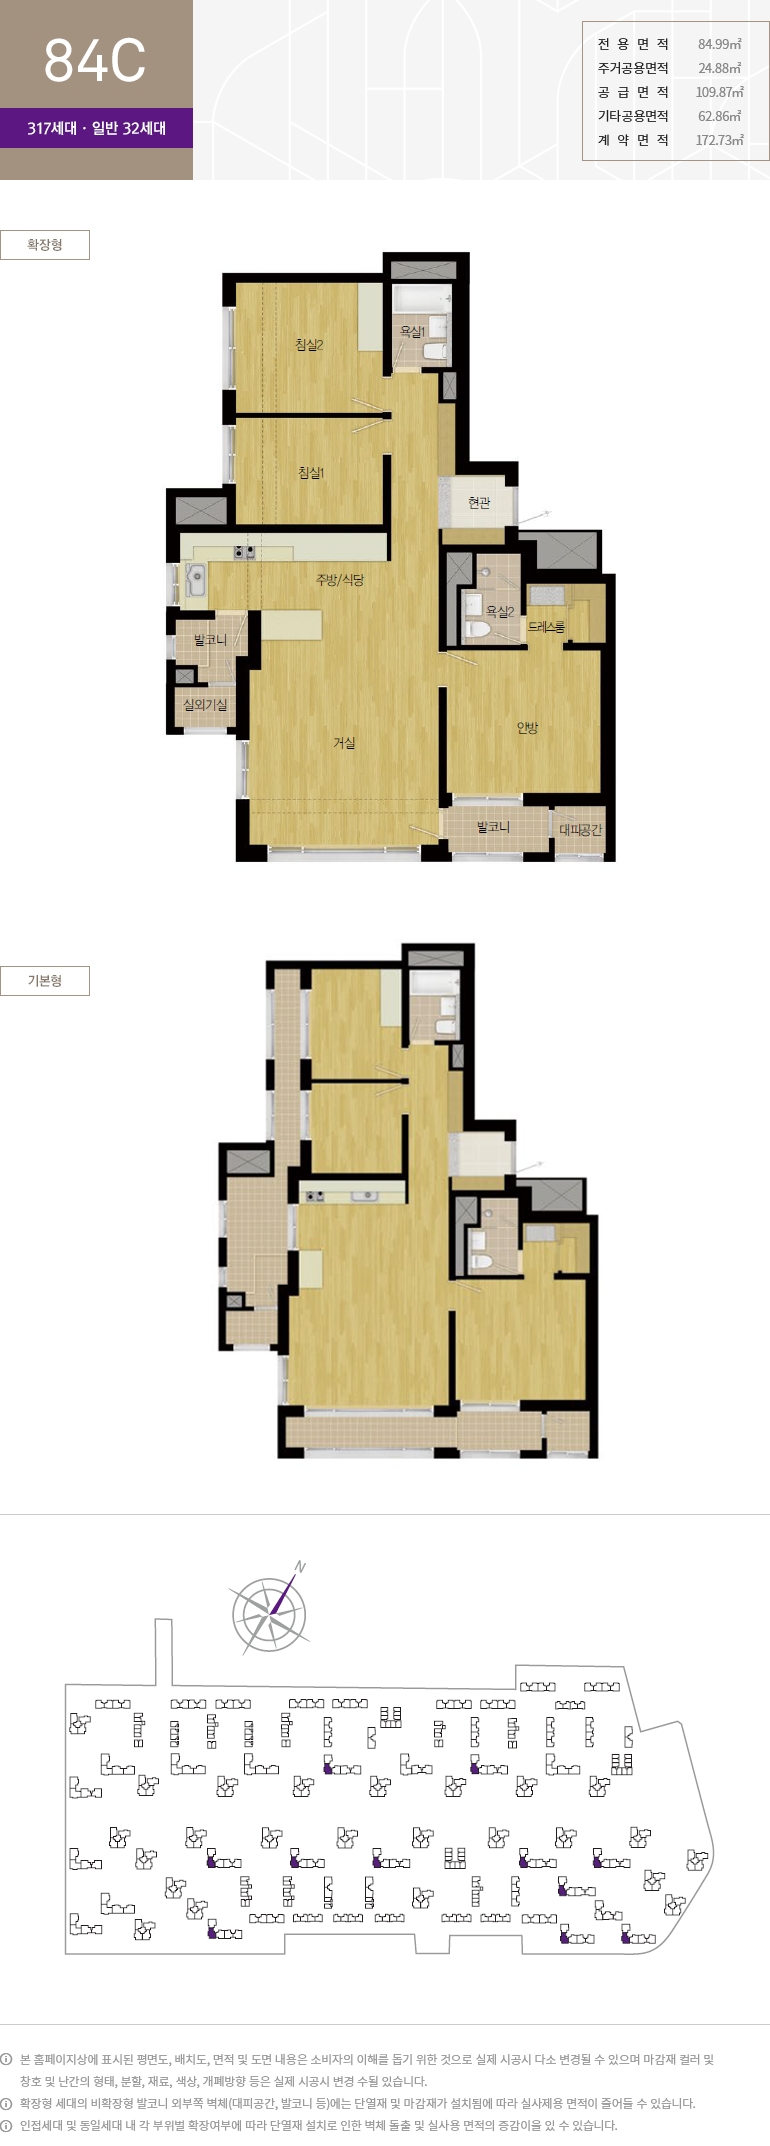 84C
317세대 · 일반 32세대
전 용 면 적 84.99㎡
주거공용면적 24.88㎡
공 급 면 적 109.87㎡
기타공용면적 62.86㎡
계 약 면 적 172.73㎡
확장형
침실2
욕실1
침실1
현관
주방/식당
욕실2
드레스룸
발코니
실외기실
안방
거실
발코니
대피공간
기본형
N
본 홈페이지상에 표시된 평면도, 배치도, 면적 및 도면 내용은 소비자의 이해를 돕기 위한 것으로 실제 시공시 다소 변경될 수 있으며 마감재 컬러 및
창호 및 난간의 형태, 분할, 재료, 색상, 개폐방향 등은 실제 시공시 변경 수될 있습니다.
확장형 세대의 비확장형 발코니 외부쪽 벽체(대피공간, 발코니 등)에는 단열재 및 마감재가 설치됨에 따라 실사제용 면적이 줄어들 수 있습니다.
인접세대 및 동일세대 내 각 부위별 확장여부에 따라 단열재 설치로 인한 벽체 돌출 및 실사용 면적의 증감이을 있 수 있습니다.